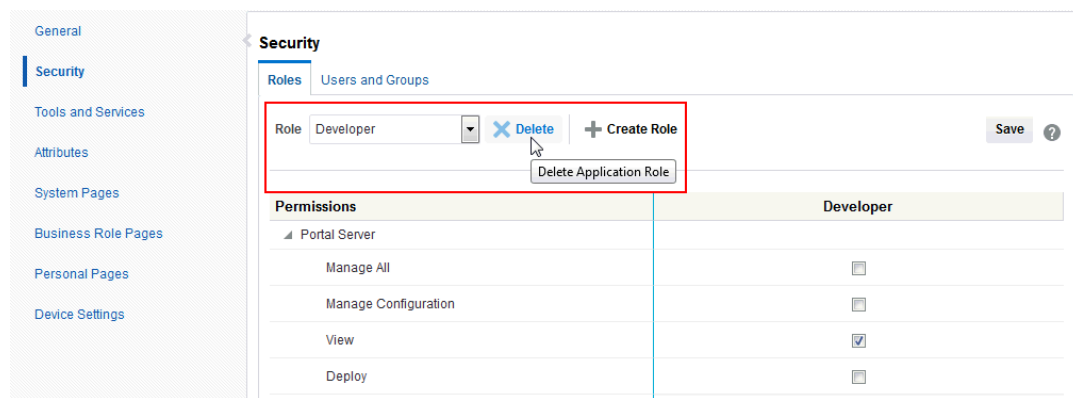 General
Security
Tools and Services
Attributes
System Pages
Business Role Pages
Personal Pages
Device Settings
Security
Roles Users and Groups
Role Developer Delete Create Role Save ?
Delete Application Role
Permissions Developer
Portal Server
Manage All
Manage Configuration
View
Deploy